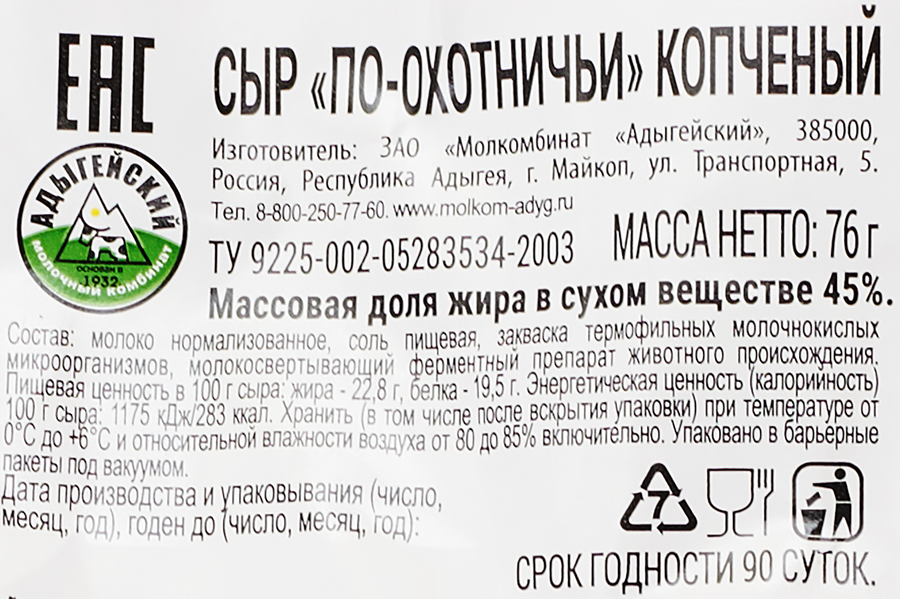 ЕАС
СЫР «ПО-ОХОТНИЧЬИ» КОПЧЕНЫЙ
Изготовитель: ЗАО «Молкомбинат «Адыгейский», 385000,
Россия, Республика Адыгея, г. Майкоп, ул. Транспортная, 5.
Тел. 8-800-250-77-60. www.molkom-adyg.ru
АДЫГЕЙСКИЙ
ОСНОВАН В
1932
МОЛОЧНЫЙ КОМБИНАТ
ТУ 9225-002-05283534-2003
МАССА НЕТТО: 76 г
Массовая доля жира в сухом веществе 45%.
Состав: молоко нормализованное, соль пищевая, закваска термофильных молочнокислых
микроорганизмов, молокосвертывающий ферментный препарат животного происхождения.
Пищевая ценность в 100 г сыра: жира - 22,8 г, белка - 19,5 г. Энергетическая ценность (калорийность)
100 г сыра: 1175 кДж/283 ккал. Хранить (в том числе после вскрытия упаковки) при температуре от
0°С до +6°С и относительной влажности воздуха от 80 до 85% включительно. Упаковано в барьерные
пакеты под вакуумом.
Дата производства и упаковывания (число,
месяц, год), годен до (число, месяц, год):
7
СРОК ГОДНОСТИ 90 СУТОК.